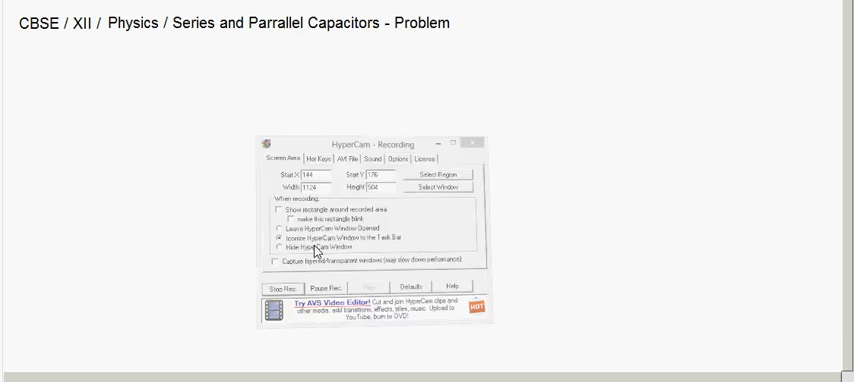 CBSE / XII / Physics / Series and Parrallel Capacitors - Problem
HyperCam - Recording
Screen Area Hot Keys AVI File Sound Options License
Start X 144 Start Y 176 Select Region
Width 1124 Height 504 Select Window
When recording:
Show rectangle around recorded area
make this rectangle blink
Leave HyperCam Window Opened
Iconize HyperCam Window to the Task Bar
Hide HyperCam Window
Capture layered/transparent windows (may slow down performance)
Stop Rec. Pause Rec. Play Defaults Help
Try AVS Video Editor! Cut and join HyperCam clips and
other media, add transitions, effects, titles, music. Upload to
YouTube, burn to DVD!
HOT